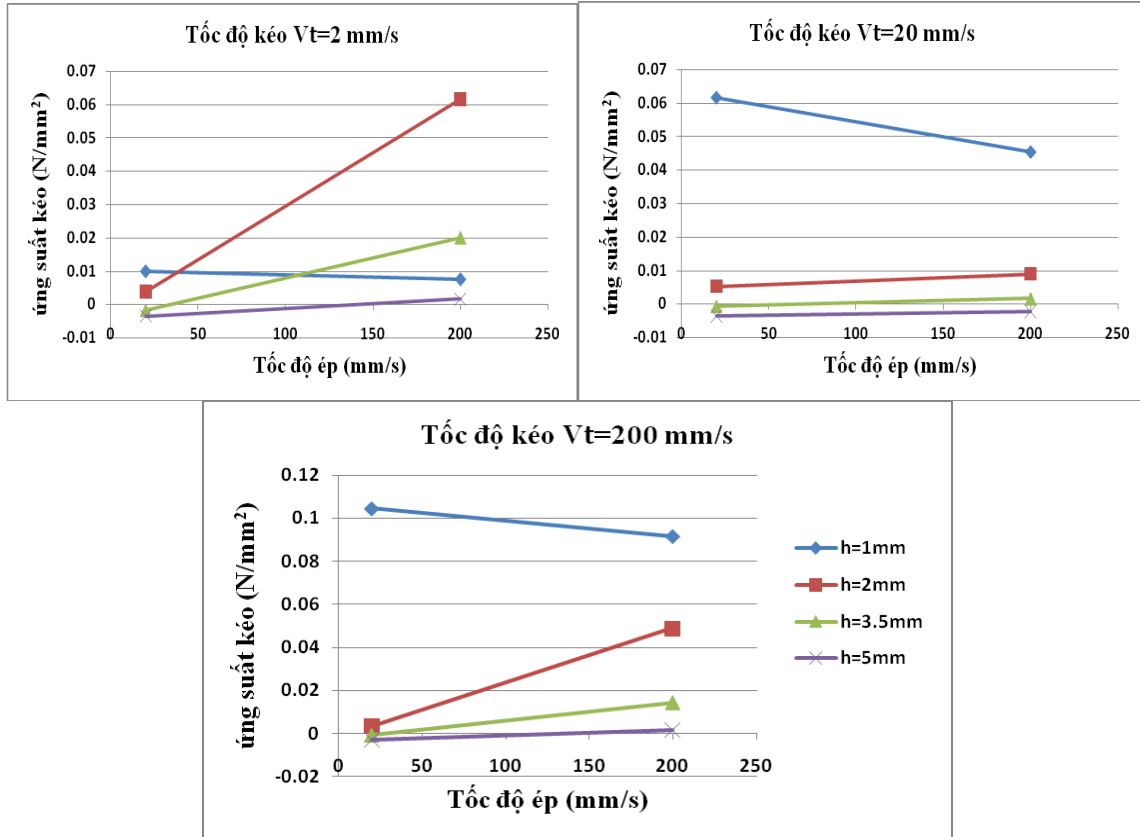 Tốc độ kéo Vt=2 mm/s
0.07
0.06
0.05
0.04
0.03
0.02
0.01
0
-0.01
0 50 100 150 200 250
ứng suất kéo (N/mm²)
Tốc độ ép (mm/s)
Tốc độ kéo Vt=20 mm/s
0.07
0.06
0.05
0.04
0.03
0.02
0.01
0
-0.01
0 50 100 150 200 250
ứng suất kéo (N/mm²)
Tốc độ ép (mm/s)
Tốc độ kéo Vt=200 mm/s
0.12
0.1
0.08
0.06
0.04
0.02
0
-0.02
0 50 100 150 200 250
ứng suất kéo (N/mm²)
Tốc độ ép (mm/s)
h=1mm
h=2mm
h=3.5mm
h=5mm